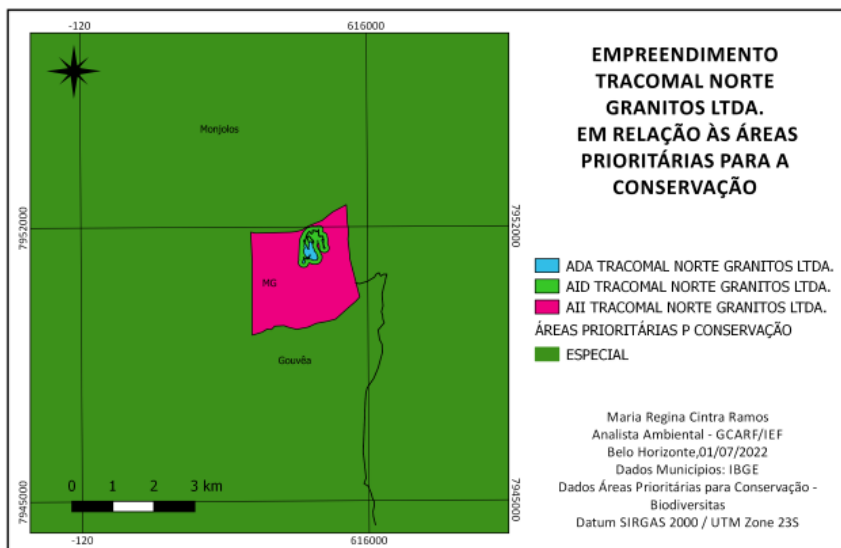 -120
616000
Monjolos
7952000
7952000
MG
Gouvêa
0 1 2 3 km
7945000
7945000
-120
616000
EMPREENDIMENTO
TRACOMAL NORTE
GRANITOS LTDA.
EM RELAÇÃO ÀS ÁREAS
PRIORITÁRIAS PARA A
CONSERVAÇÃO
ADA TRACOMAL NORTE GRANITOS LTDA.
AID TRACOMAL NORTE GRANITOS LTDA.
AII TRACOMAL NORTE GRANITOS LTDA.
ÁREAS PRIORITÁRIAS P CONSERVAÇÃO
ESPECIAL
Maria Regina Cintra Ramos
Analista Ambiental - GCARF/IEF
Belo Horizonte,01/07/2022
Dados Municípios: IBGE
Dados Áreas Prioritárias para Conservação -
Biodiversitas
Datum SIRGAS 2000 / UTM Zone 23S